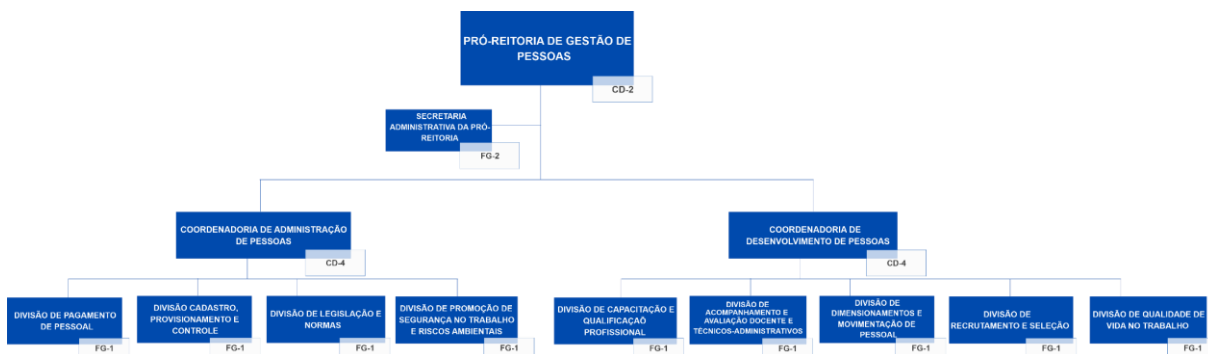 PRÓ-REITORIA DE GESTÃO DE
PESSOAS
CD-2
SECRETARIA
ADMINISTRATIVA DA PRÓ-
REITORIA
FG-2
COORDENADORIA DE ADMINISTRAÇÃO
DE PESSOAS
CD-4
COORDENADORIA DE
DESENVOLVIMENTO DE PESSOAS
CD-4
DIVISÃO DE PAGAMENTO
DE PESSOAL
FG-1
DIVISÃO CADASTRO,
PROVISIONAMENTO E
CONTROLE
FG-1
DIVISÃO DE LEGISLAÇÃO E
NORMAS
FG-1
DIVISÃO DE PROMOÇÃO DE
SEGURANÇA NO TRABALHO
E RISCOS AMBIENTAIS
FG-1
DIVISÃO DE CAPACITAÇÃO E
QUALIFICAÇAÕ
PROFISSIONAL
FG-1
DIVISÃO DE
ACOMPANHAMENTO E
AVALIAÇÃO DOCENTE E
TÉCNICOS-ADMINISTRATIVOS
FG-1
DIVISÃO DE
DIMENSIONAMENTOS E
MOVIMENTAÇÃO DE
PESSOAL
FG-1
DIVISÃO DE
RECRUTAMENTO E SELEÇÃO
FG-1
DIVISÃO DE QUALIDADE DE
VIDA NO TRABALHO
FG-1